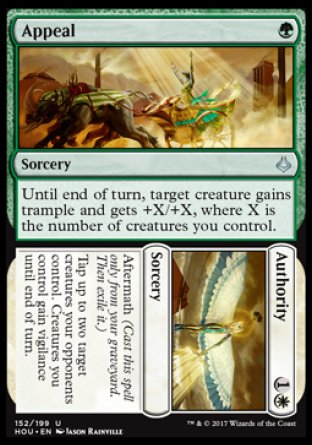 Appeal
Sorcery
Until end of turn, target creature gains
trample and gets +X/+X, where X is
the number of creatures you control.
Authority 1
Sorcery
Aftermath (Cast this spell
only from your graveyard.
Then exile it.)
Tap up to two target
creatures your opponents
control. Creatures you
control gain vigilance
until end of turn.
152/199 U
HOU • EN JASON RAINVILLE
™ & © 2017 Wizards of the Coast